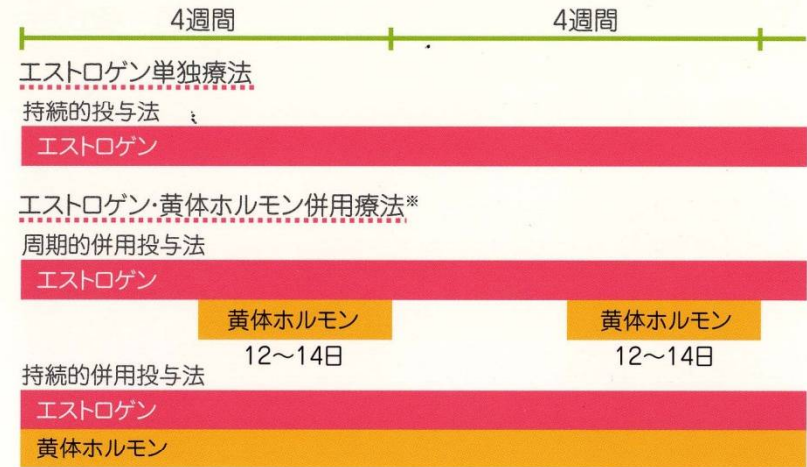 4週間 4週間
エストロゲン単独療法
持続的投与法
エストロゲン
エストロゲン・黄体ホルモン併用療法※
周期的併用投与法
エストロゲン
黄体ホルモン 黄体ホルモン
12〜14日 12〜14日
持続的併用投与法
エストロゲン
黄体ホルモン